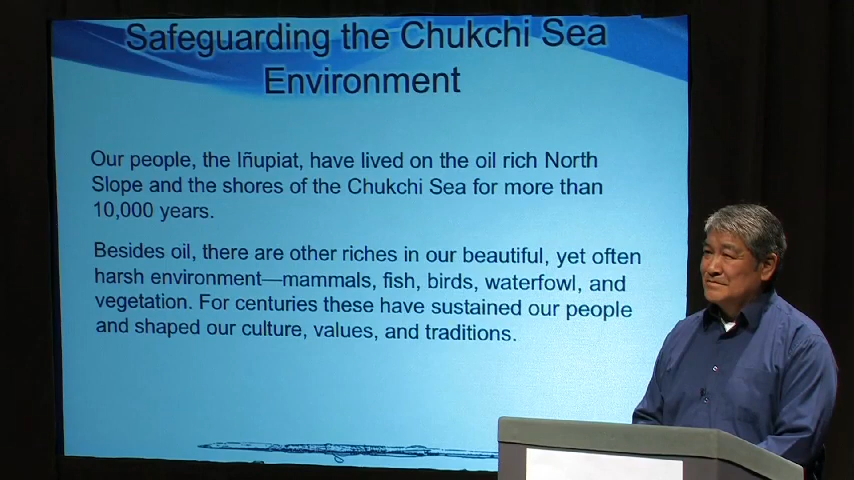 Safeguarding the Chukchi Sea
Environment
Our people, the Iñupiat, have lived on the oil rich North
Slope and the shores of the Chukchi Sea for more than
10,000 years.
Besides oil, there are other riches in our beautiful, yet often
harsh environment—mammals, fish, birds, waterfowl, and
vegetation. For centuries these have sustained our people
and shaped our culture, values, and traditions.